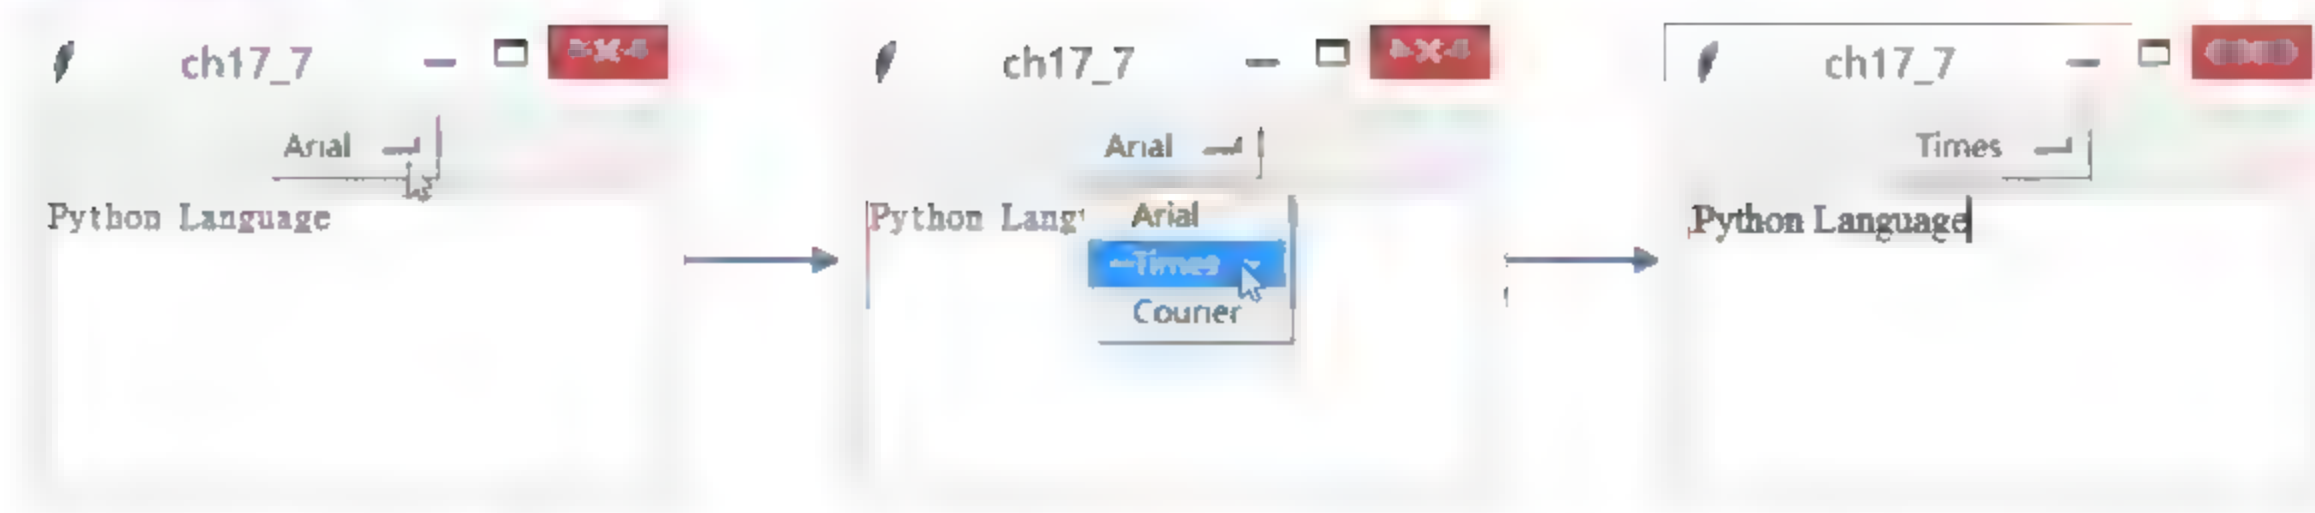 ch17_7
Arial
Python Language
ch17_7
Arial
Python Lang
Arial
Times
Courier
ch17_7
Times
Python Language